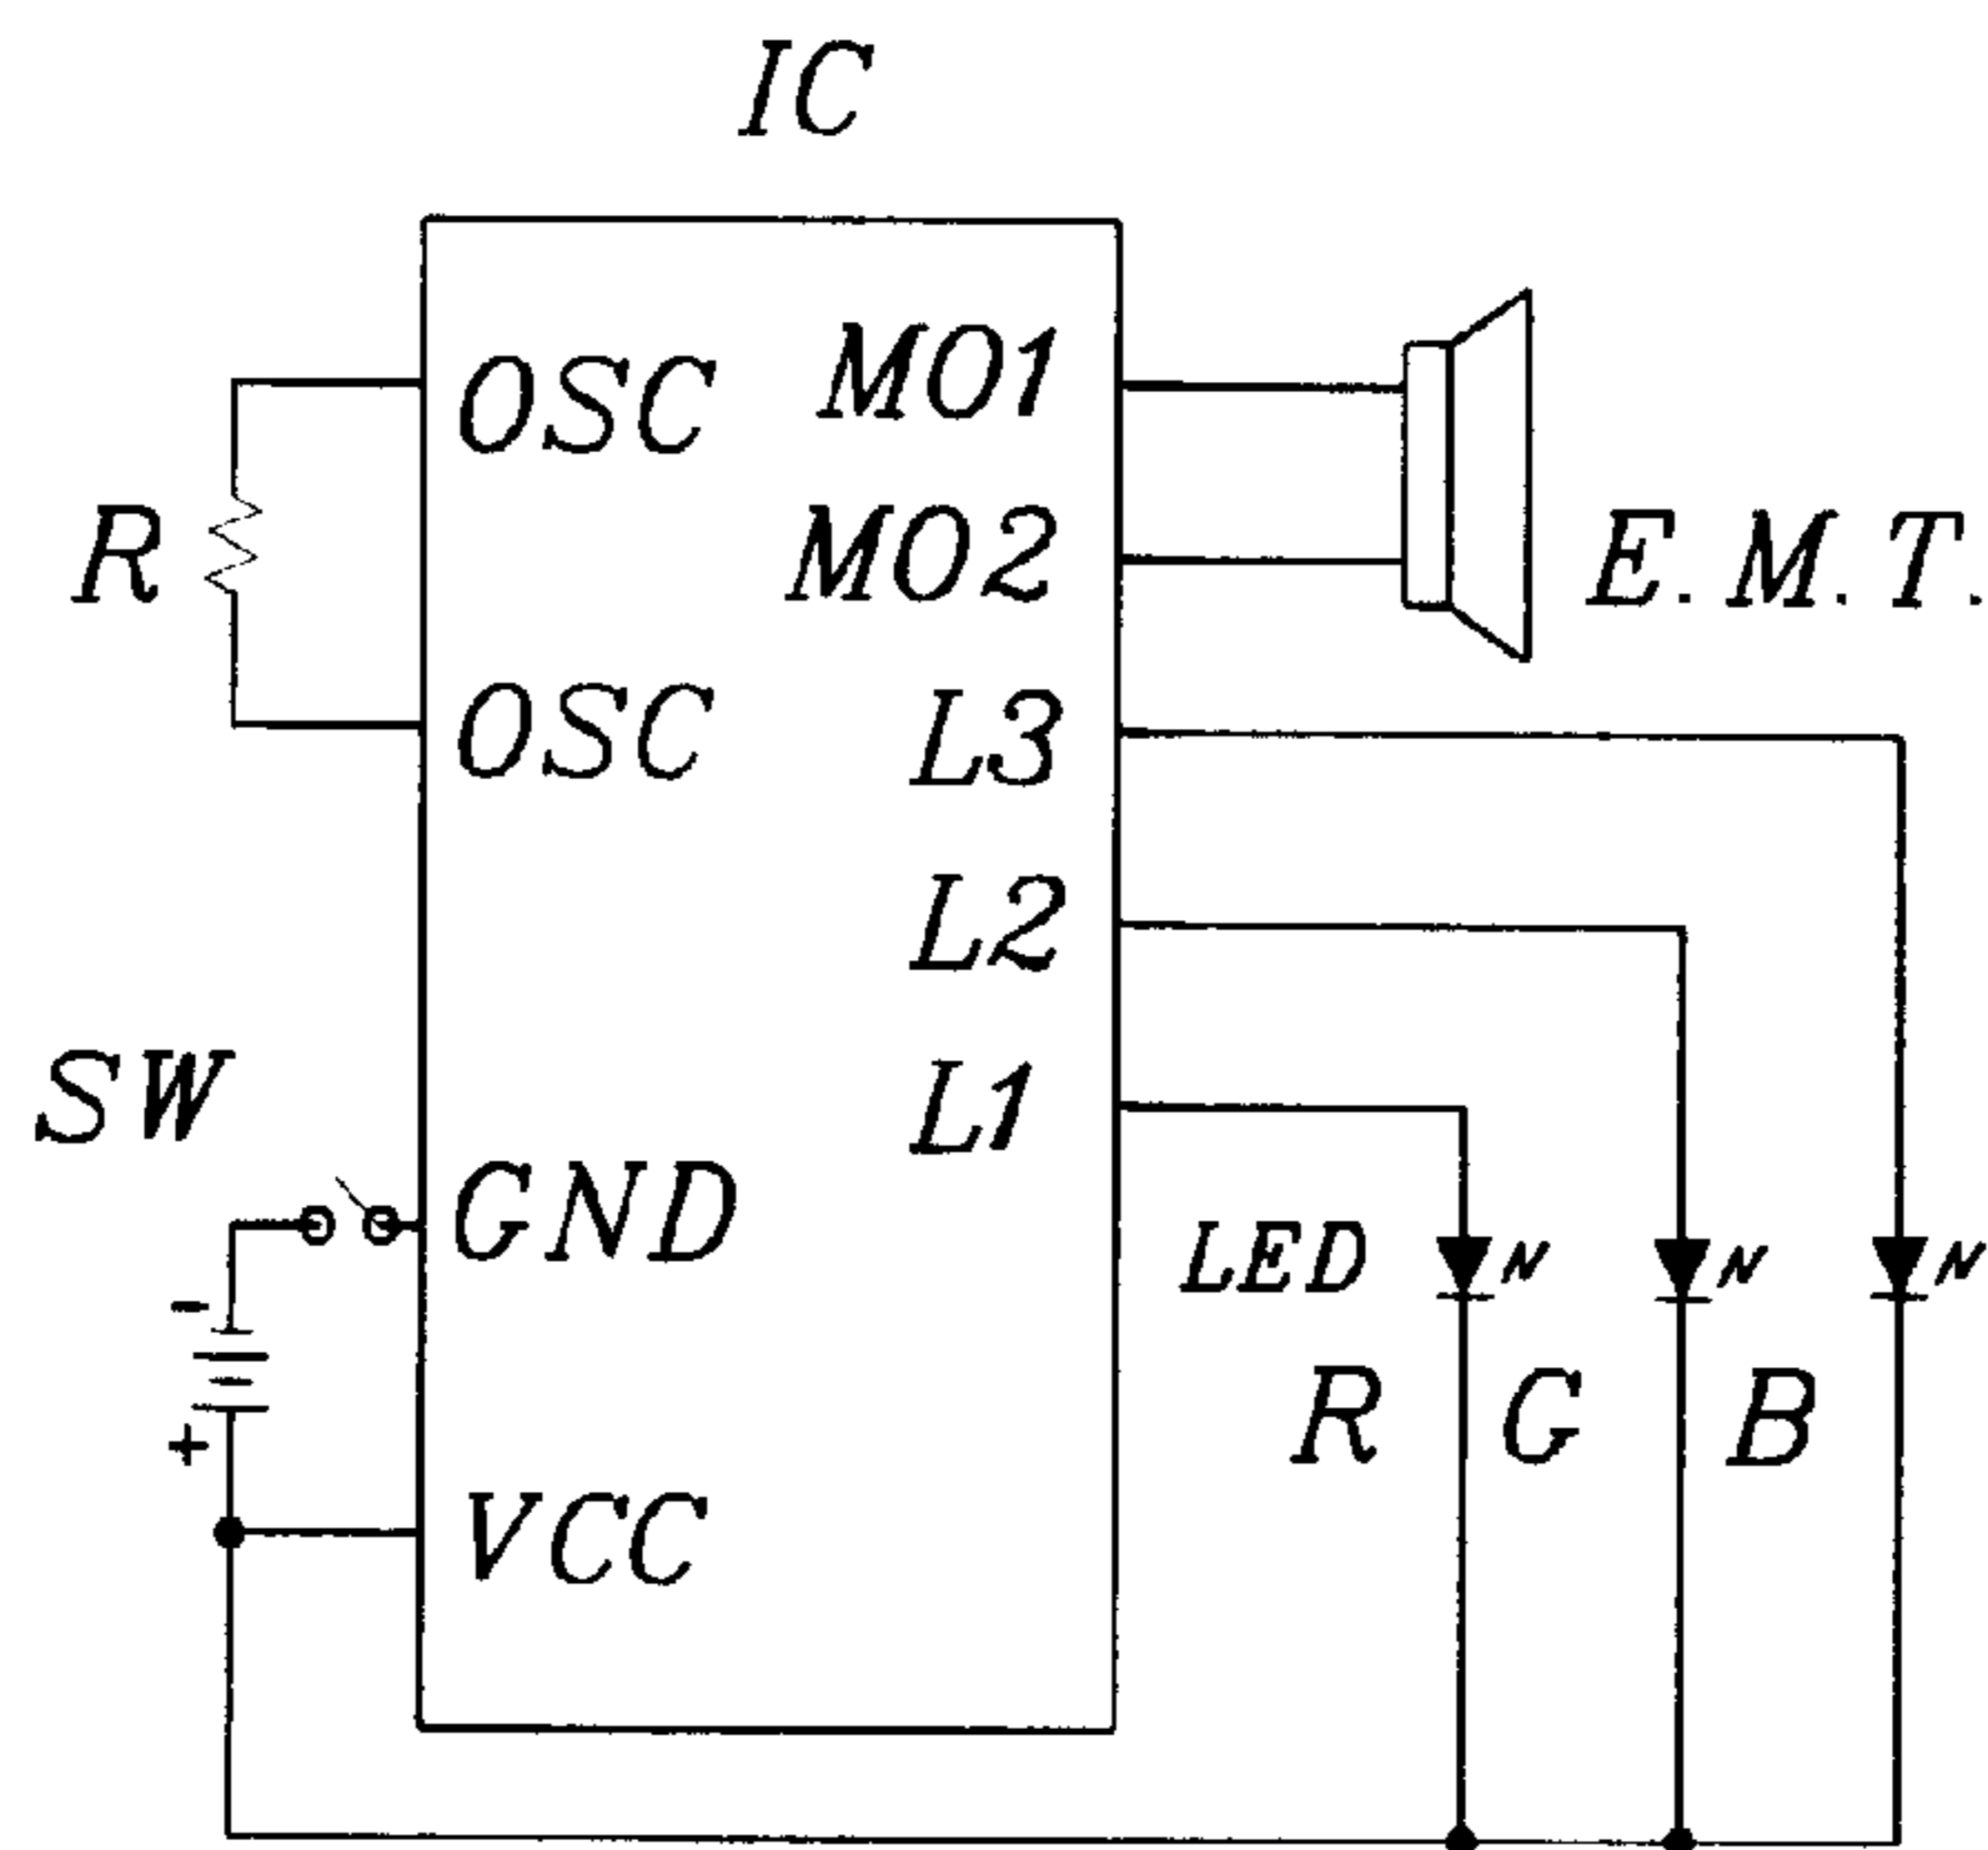 IC
OSC
MO1
R
MO2
E.M.T.
OSC
L3
L2
SW
L1
GND
LED
-
R
G
B
+
VCC